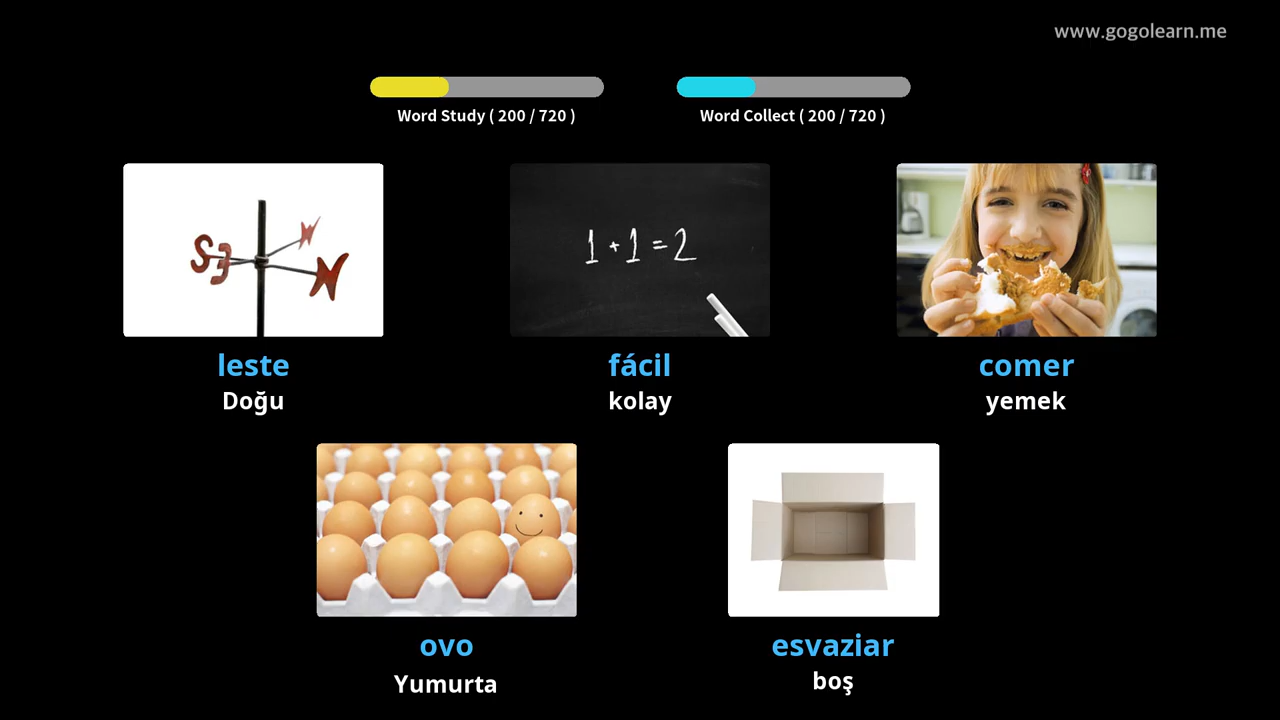 www.gogolearn.me
Word Study ( 200 / 720 )
Word Collect ( 200 / 720 )
S E N N
1 + 1 = 2
leste
Doğu
fácil
kolay
comer
yemek
ovo
Yumurta
esvaziar
boş